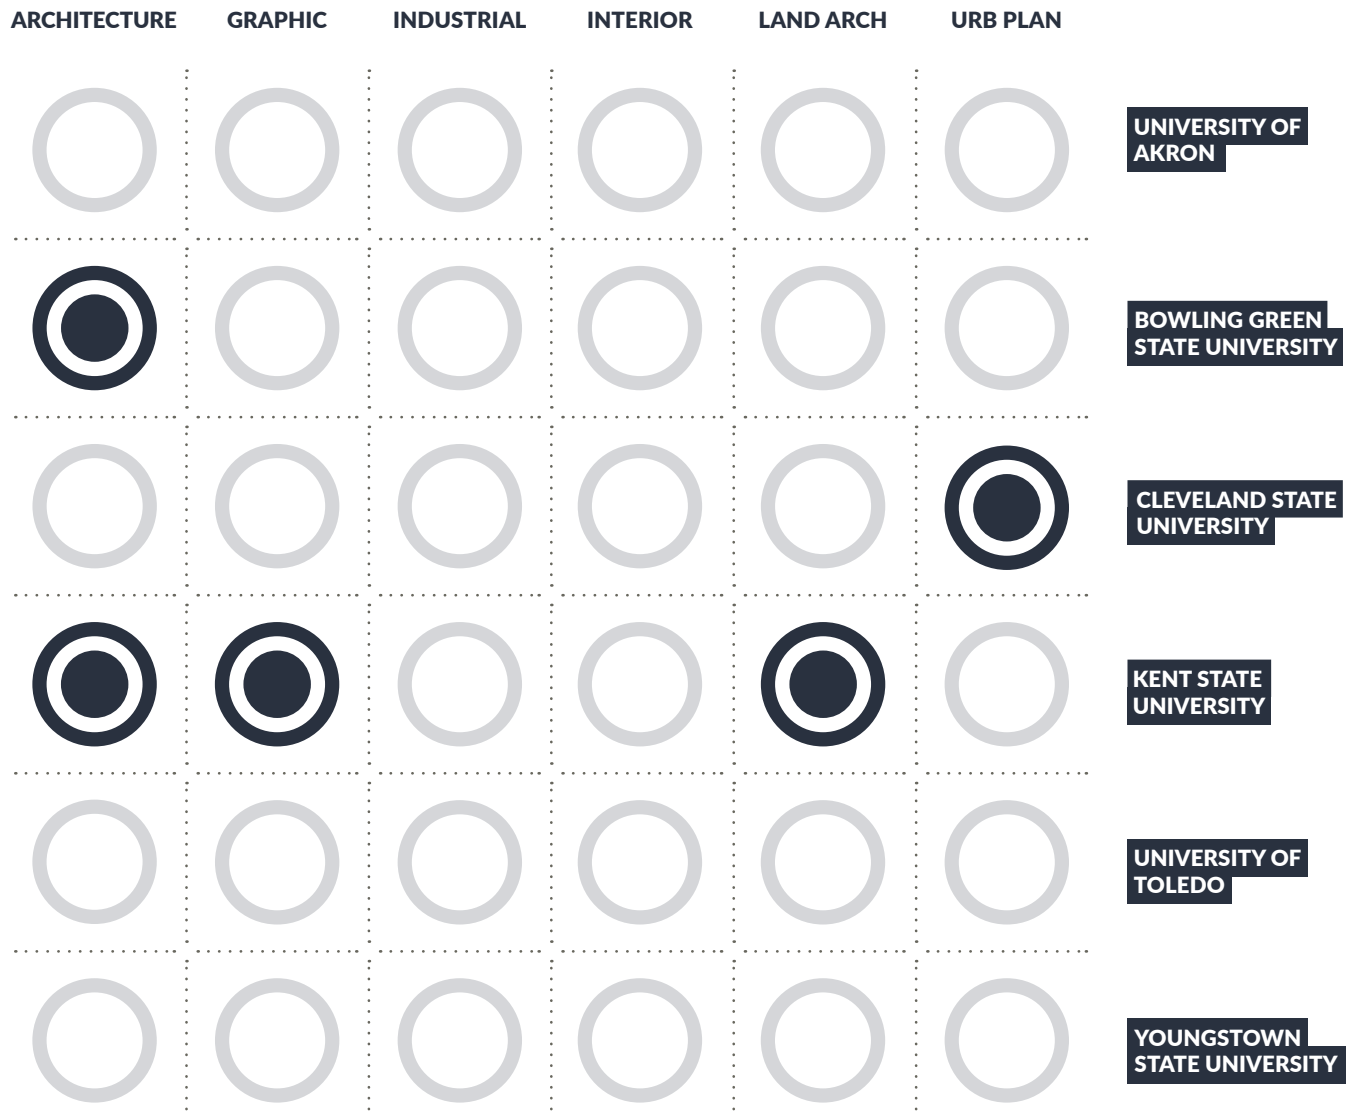 ARCHITECTURE GRAPHIC INDUSTRIAL INTERIOR LAND ARCH URB PLAN
UNIVERSITY OF
AKRON
BOWLING GREEN
STATE UNIVERSITY
CLEVELAND STATE
UNIVERSITY
KENT STATE
UNIVERSITY
UNIVERSITY OF
TOLEDO
YOUNGSTOWN
STATE UNIVERSITY